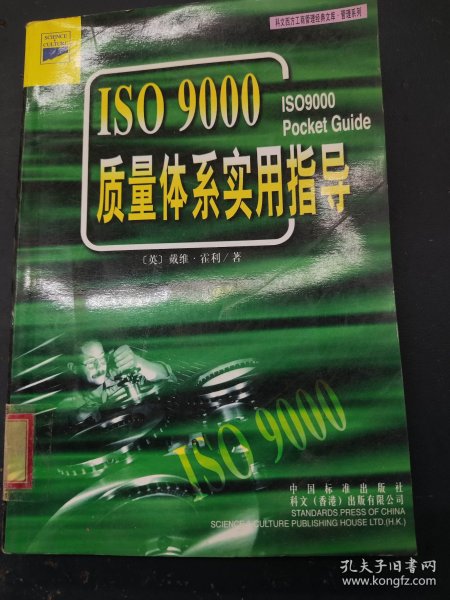 科文西方工商管理经典文库·管理系列
SCIENCE
CULTURE
ISO 9000
ISO9000
Pocket Guide
质量体系实用指导
〔英〕戴维·霍利/著
ISO 9000
中国标准出版社
科文（香港）出版有限公司
STANDARDS PRESS OF CHINA
SCIENCE & CULTURE PUBLISHING HOUSE LTD.(H.K.)
孔夫子旧书网
www.kongfz.com